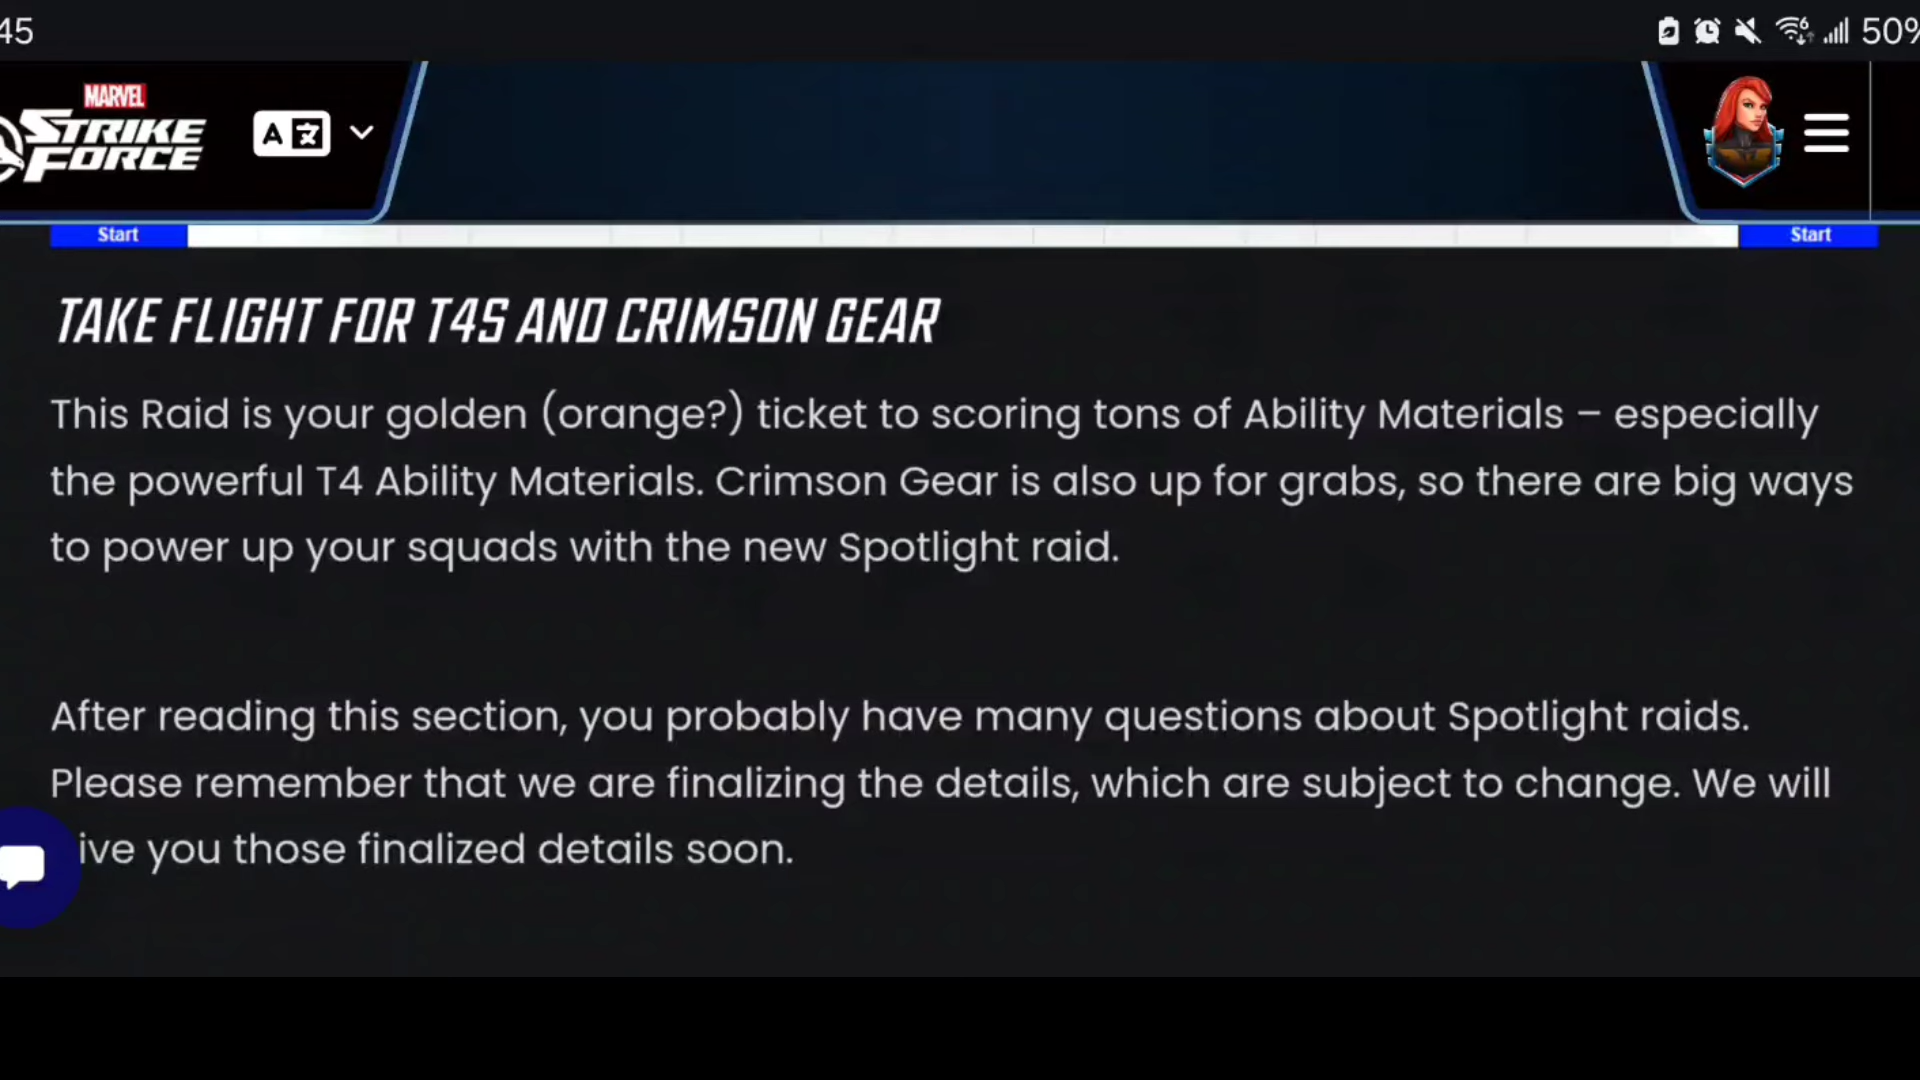 45
50%
MARVEL
STRIKE
FORCE
A
Start
Start
TAKE FLIGHT FOR T4S AND CRIMSON GEAR
This Raid is your golden (orange?) ticket to scoring tons of Ability Materials – especially
the powerful T4 Ability Materials. Crimson Gear is also up for grabs, so there are big ways
to power up your squads with the new Spotlight raid.
After reading this section, you probably have many questions about Spotlight raids.
Please remember that we are finalizing the details, which are subject to change. We will
ive you those finalized details soon.